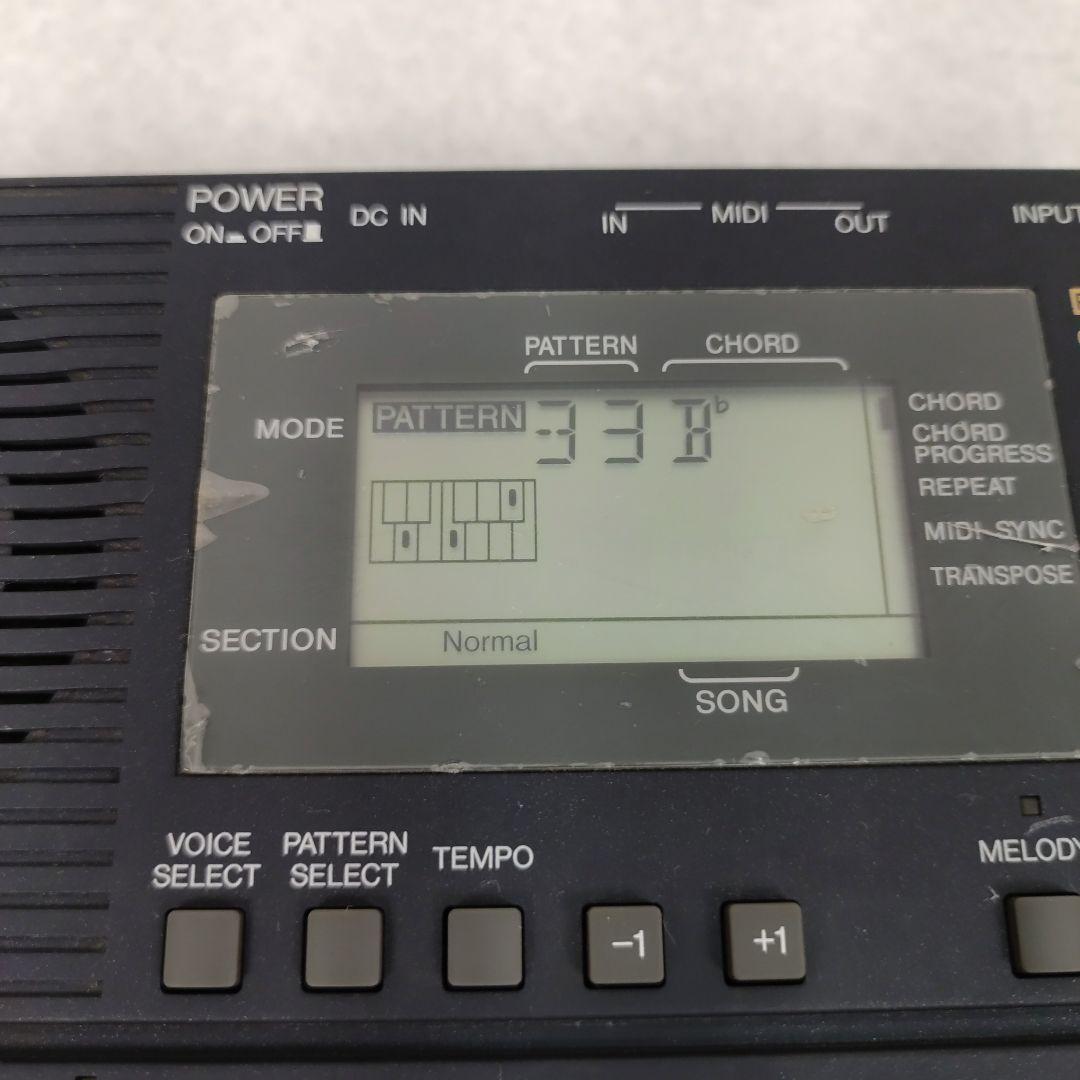 POWER
ON OFF
DC IN
IN MIDI OUT
INPUT
PATTERN
CHORD
MODE
PATTERN 33 B♭
CHORD
CHORD
PROGRESS
REPEAT
MIDI SYNC
TRANSPOSE
SECTION
Normal
SONG
VOICE
SELECT
PATTERN
SELECT
TEMPO
MELODY
-1
+1